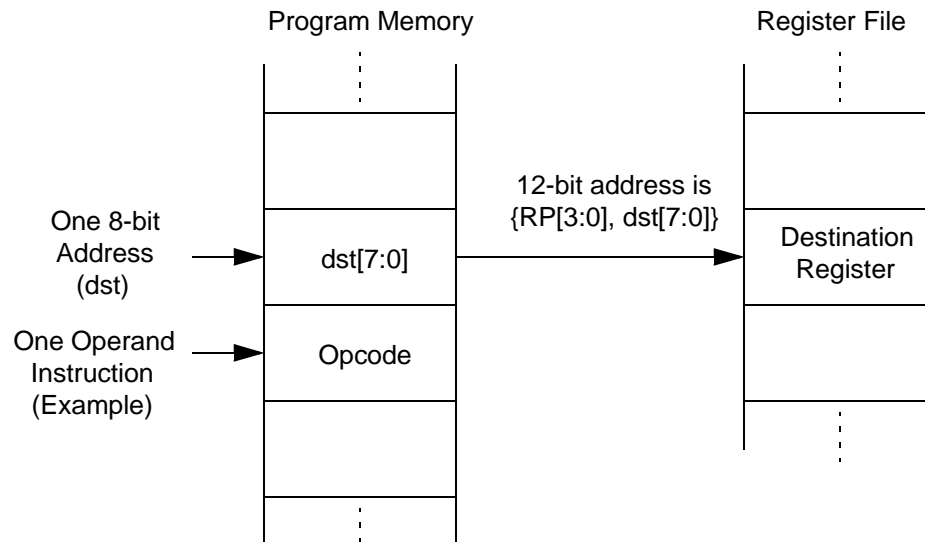 Program Memory
Register File
12-bit address is
{RP[3:0], dst[7:0]}
One 8-bit
Address
(dst)
dst[7:0]
Destination
Register
One Operand
Instruction
(Example)
Opcode